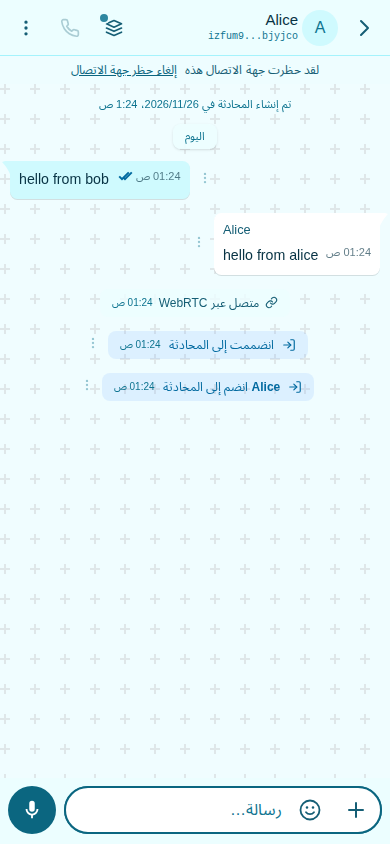 Alice
A
izfum9...bjyjco
لقد حظرت جهة الاتصال هذه إلغاء حظر جهة الاتصال
تم إنشاء المحادثة في 2026/11/26، 1:24 ص
اليوم
hello from bob 01:24 ص
Alice
hello from alice 01:24 ص
متصل عبر WebRTC 01:24 ص
انضممت إلى المحادثة 01:24 ص
Alice انضم إلى المحادثة 01:24 ص
رسالة...